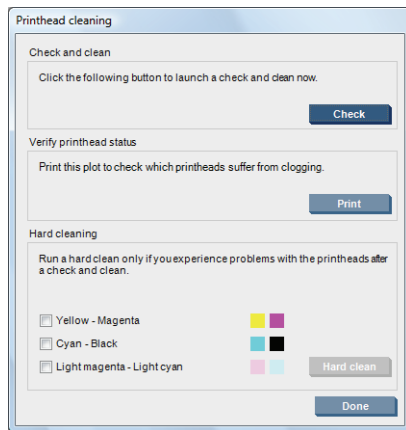 Printhead cleaning
Check and clean
Click the following button to launch a check and clean now.
Check
Verify printhead status
Print this plot to check which printheads suffer from clogging.
Print
Hard cleaning
Run a hard clean only if you experience problems with the printheads after
a check and clean.
Yellow - Magenta
Cyan - Black
Light magenta - Light cyan
Hard clean
Done